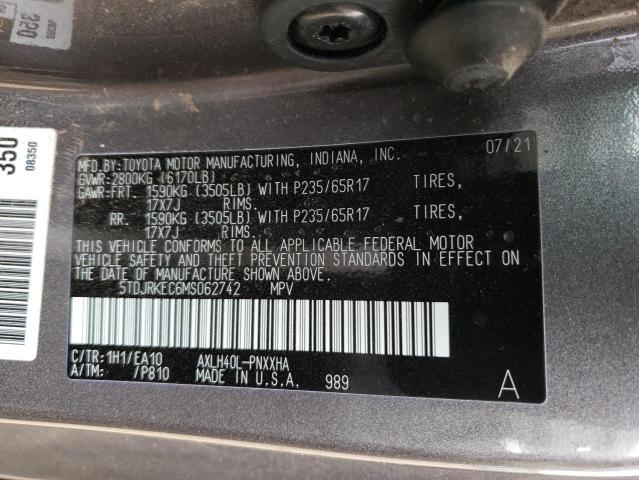 350
08350
350
08350
MFD.BY:TOYOTA MOTOR MANUFACTURING, INDIANA, INC. 07/21
GVWR:2800KG (6170LB)
GAWR:FRT. 1590KG (3505LB) WITH P235/65R17 TIRES,
17X7J RIMS.
RR. 1590KG (3505LB) WITH P235/65R17 TIRES,
17X7J RIMS.
THIS VEHICLE CONFORMS TO ALL APPLICABLE FEDERAL MOTOR
VEHICLE SAFETY AND THEFT PREVENTION STANDARDS IN EFFECT
ON THE DATE OF MANUFACTURE SHOWN ABOVE.
5TDJRKEC6MS062742 MPV
C/TR:1H1/EA10 AXLH40L-PNXXHA
A/TM: /P810 MADE IN U.S.A. 989 A